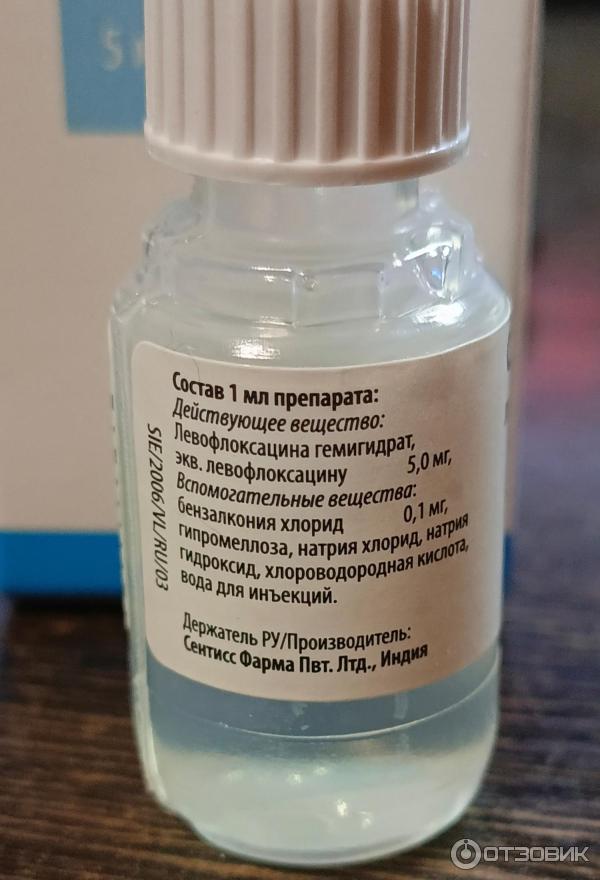 5
Состав 1 мл препарата:
Действующее вещество:
Левофлоксацина гемигидрат,
экв. левофлоксацину 5,0 мг,
Вспомогательные вещества:
бензалкония хлорид 0,1 мг,
гипромеллоза, натрия хлорид, натрия
гидроксид, хлороводородная кислота,
вода для инъекций.
Держатель РУ/Производитель:
Сентисс Фарма Пвт. Лтд., Индия
SIE/2006/VL/RU/03
ОТЗОВИК